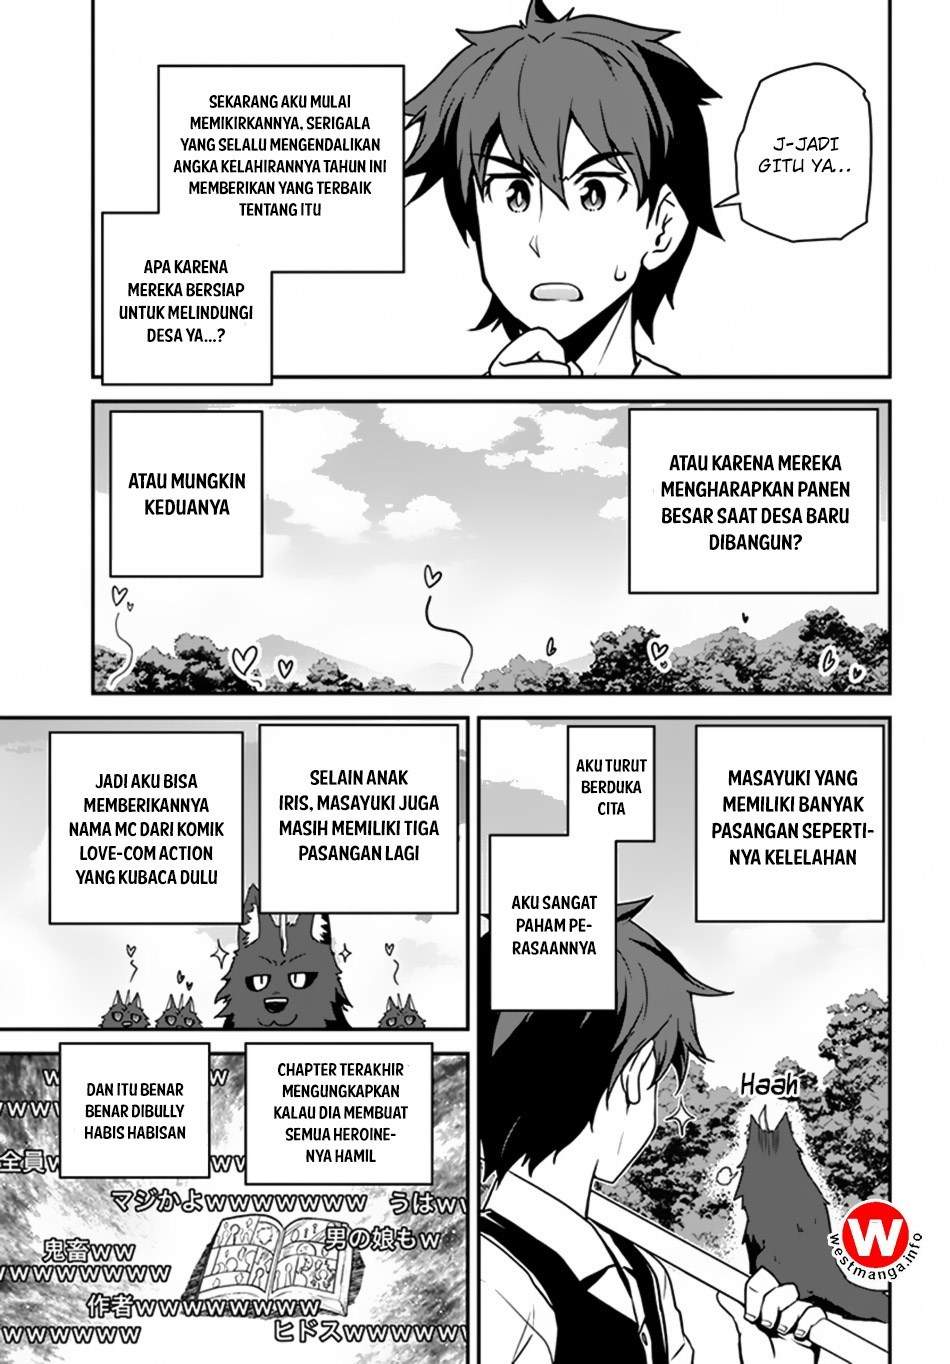 J-JADI
GITU YA...
SEKARANG AKU MULAI
MEMIKIRKANNYA, SERIGALA
YANG SELALU MENGENDALIKAN
ANGKA KELAHIRANNYA TAHUN INI
MEMBERIKAN YANG TERBAIK
TENTANG ITU
APA KARENA
MEREKA BERSIAP
UNTUK MELINDUNGI
DESA YA...?
ATAU KARENA MEREKA
MENGHARAPKAN PANEN
BESAR SAAT DESA BARU
DIBANGUN?
ATAU MUNGKIN
KEDUANYA
MASAYUKI YANG
MEMILIKI BANYAK
PASANGAN SEPERTI-
NYA KELELAHAN
AKU TURUT
BERDUKA
CITA
AKU SANGAT
PAHAM PE-
RASAANNYA
Haah
SELAIN ANAK
IRIS, MASAYUKI JUGA
MASIH MEMILIKI TIGA
PASANGAN LAGI
JADI AKU BISA
MEMBERIKANNYA
NAMA MC DARI KOMIK
LOVE-COM ACTION
YANG KUBACA DULU
CHAPTER TERAKHIR
MENGUNGKAPKAN
KALAU DIA MEMBUAT
SEMUA HEROINE-
NYA HAMIL
DAN ITU BENAR
BENAR DIBULLY
HABIS HABISAN
全員w
マジかよwwwwwwww
うはwv
男の娘もw
鬼畜ww
wwwwwwwww
作者wwwwwwww
wwwwwww
ヒドスwwwwwwww
W
westmanga.info